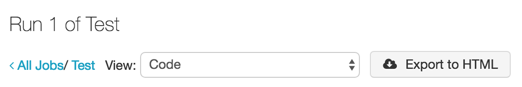 Run 1 of Test
< All Jobs/ Test View: Code Export to HTML